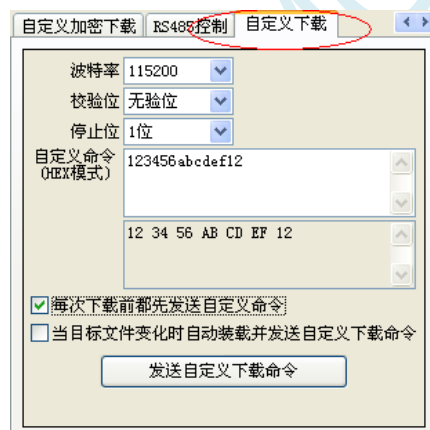 自定义加密下载 RS485控制 自定义下载
波特率 115200
校验位 无验位
停止位 1位
自定义命令
(HEX模式)
123456abcdef12
12 34 56 AB CD EF 12
每次下载前都先发送自定义命令
当目标文件变化时自动装载并发送自定义下载命令
发送自定义下载命令